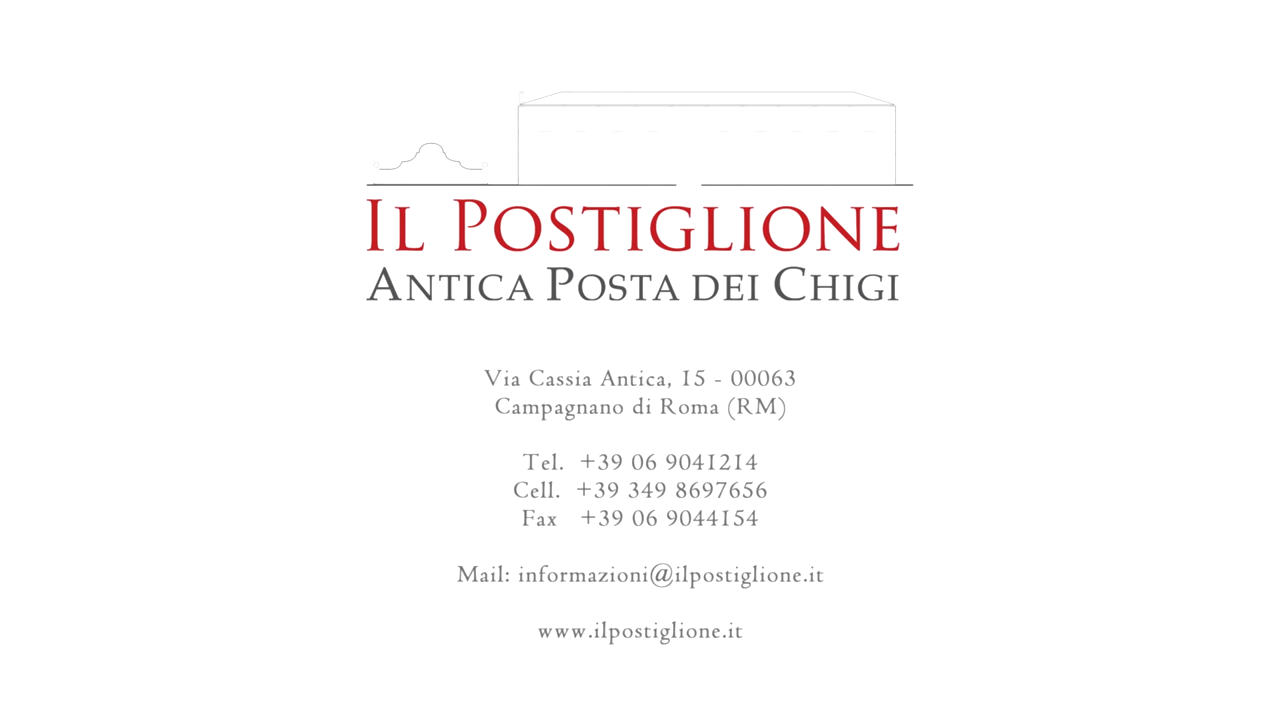 Il Postiglione
Antica Posta dei Chigi
Via Cassia Antica, 15 - 00063
Campagnano di Roma (RM)
Tel. +39 06 9041214
Cell. +39 349 8697656
Fax +39 06 9044154
Mail: informazioni@ilpostiglione.it
www.ilpostiglione.it